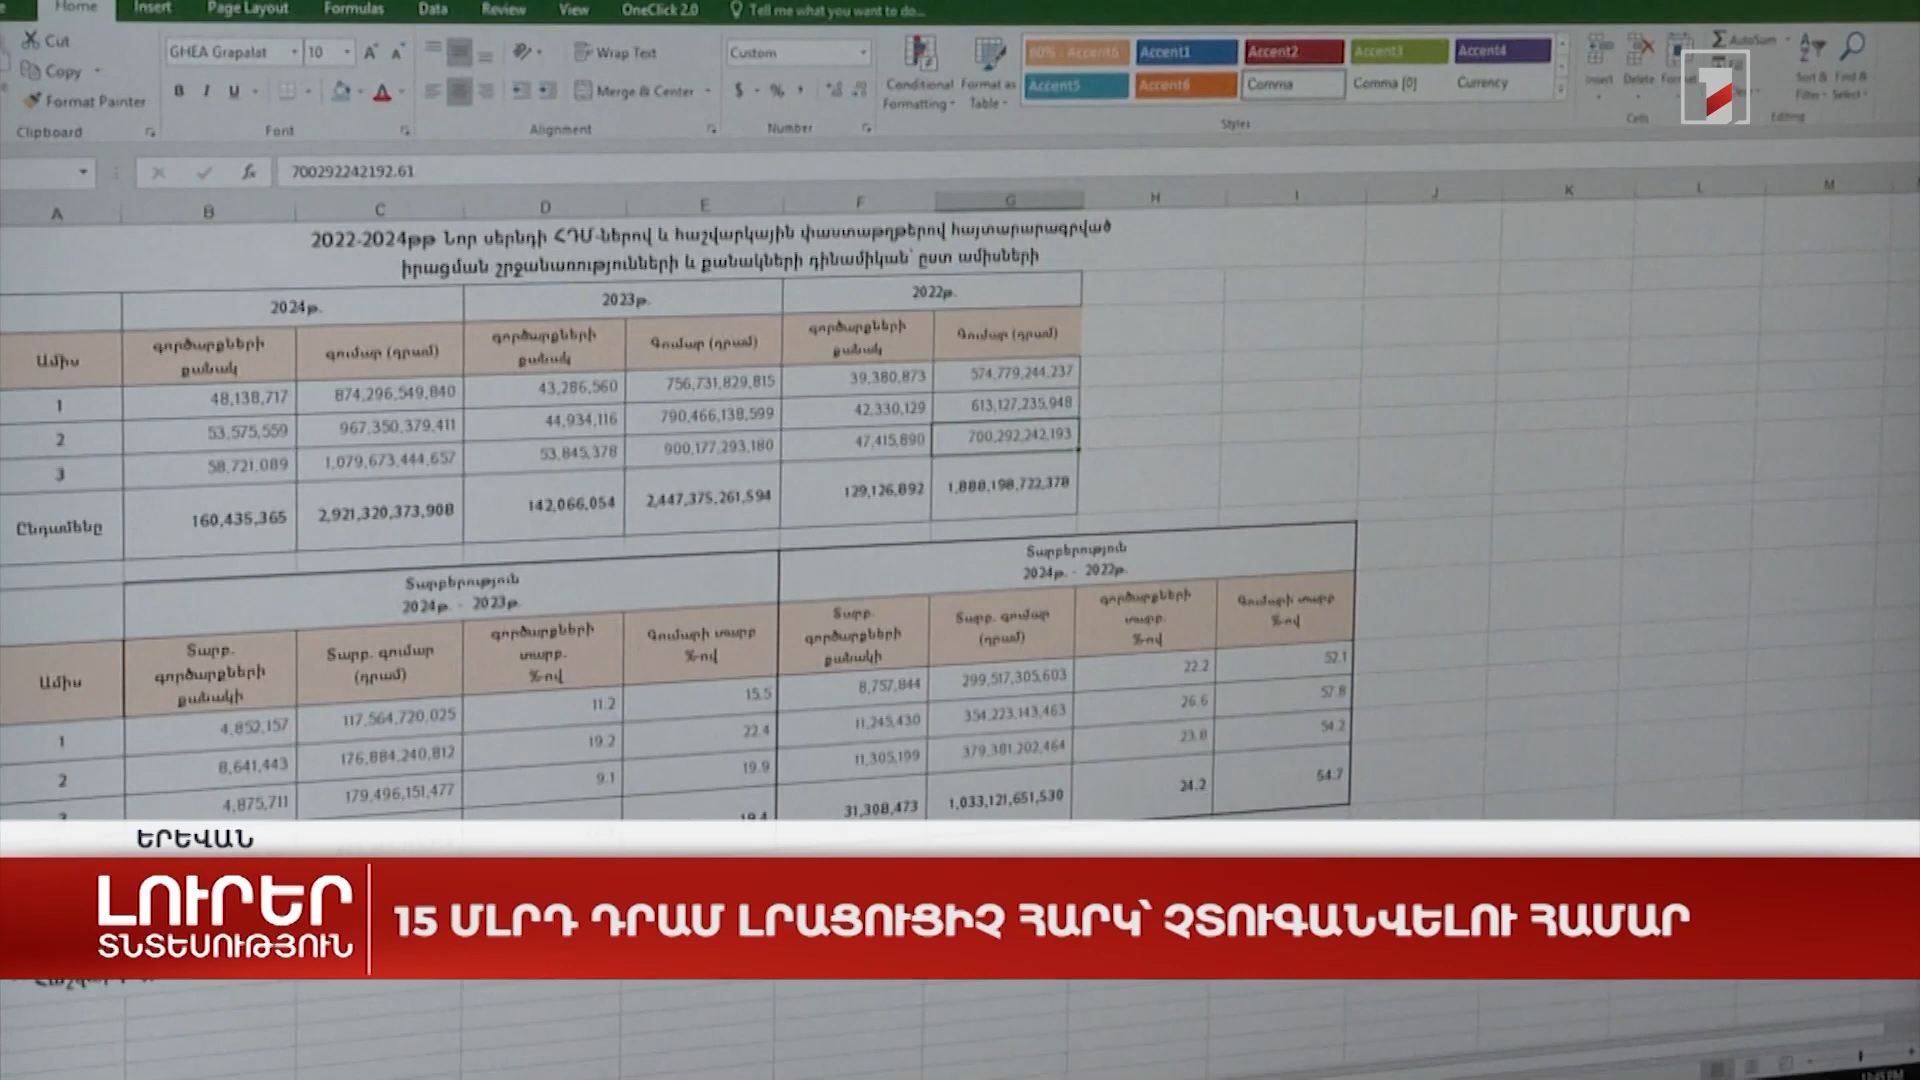 Home Insert Page Layout Formulas Data Review View OneClick 2.0 Tell me what you want to do...
Cut
Copy
Format Painter
Clipboard
GHEA Grapalat 10
B I U
Font
Wrap Text
Merge & Center
Alignment
Custom
$ % ,
Number
Conditional Formatting
Format as Table
60% - Accent6 Accent1 Accent2 Accent3 Accent4
Accent5 Accent6 Comma Comma [0] Currency
Styles
Insert Delete
Cells
AutoSum
Sort & Filter Find & Select
Editing
fx 700292242192.61
A B C D E F G H I J K L M
2022-2024թթ Նոր սերնդի ՀԴՄ-ներով և հաշվարկային փաստաթղթերով հայտարարագրված
իրացման շրջանառությունների և քանակների դինամիկան՝ ըստ ամիսների
2024թ. 2023թ. 2022թ.
Ամիս գործարքների քանակ գումար (դրամ) գործարքների քանակ Գումար (դրամ) գործարքների քանակ Գումար (դրամ)
1 48,138,717 874,296,549,840 43,286,560 756,731,829,815 39,380,873 574,779,244,237
2 53,575,559 967,350,379,411 44,934,116 790,466,138,599 42,330,129 613,127,235,948
3 58,721,089 1,079,673,444,657 53,845,378 900,177,293,180 47,415,890 700,292,242,193
Ընդամենը 160,435,365 2,921,320,373,908 142,066,054 2,447,375,261,594 129,126,892 1,888,198,722,378
Տարբերություն
2024թ. - 2023թ.
Տարբերություն
2024թ. - 2022թ.
Ամիս Տարբ. գործարքների քանակի Տարբ. գումար (դրամ) գործարքների տարբ. %-ով Գումարի տարբ %-ով Տարբ. գործարքների քանակի Տարբ. գումար (դրամ) գործարքների տարբ. %-ով Գումարի տարբ %-ով
1 4,852,157 117,564,720,025 11.2 15.5 8,757,844 299,517,305,603 22.2 52.1
2 8,641,443 176,884,240,812 19.2 22.4 11,245,430 354,223,143,463 26.6 57.8
3 4,875,711 179,496,151,477 9.1 19.9 11,305,199 379,381,202,464 23.8 54.2
19.4 31,308,473 1,033,121,651,530 24.2 54.7
ԵՐԵՎԱՆ
ԼՈՒՐԵՐ
ՏՆՏԵՍՈՒԹՅՈՒՆ
15 ՄԼՐԴ ԴՐԱՄ ԼՐԱՑՈՒՑԻՉ ՀԱՐԿ՝ ՉՏՈՒԳԱՆՎԵԼՈՒ ՀԱՄԱՐ